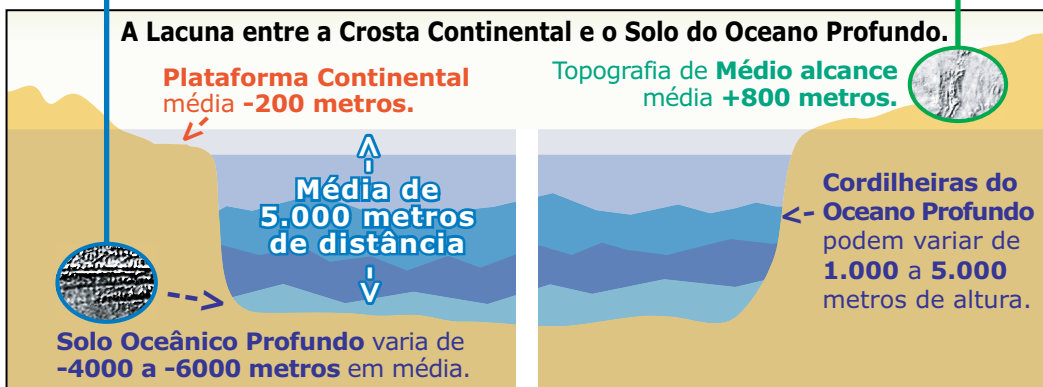 A Lacuna entre a Crosta Continental e o Solo do Oceano Profundo.
Plataforma Continental
média -200 metros.
Topografia de Médio alcance
média +800 metros.
Média de
5.000 metros
de distância
Cordilheiras do
Oceano Profundo
podem variar de
1.000 a 5.000
metros de altura.
Solo Oceânico Profundo varia de
-4000 a -6000 metros em média.